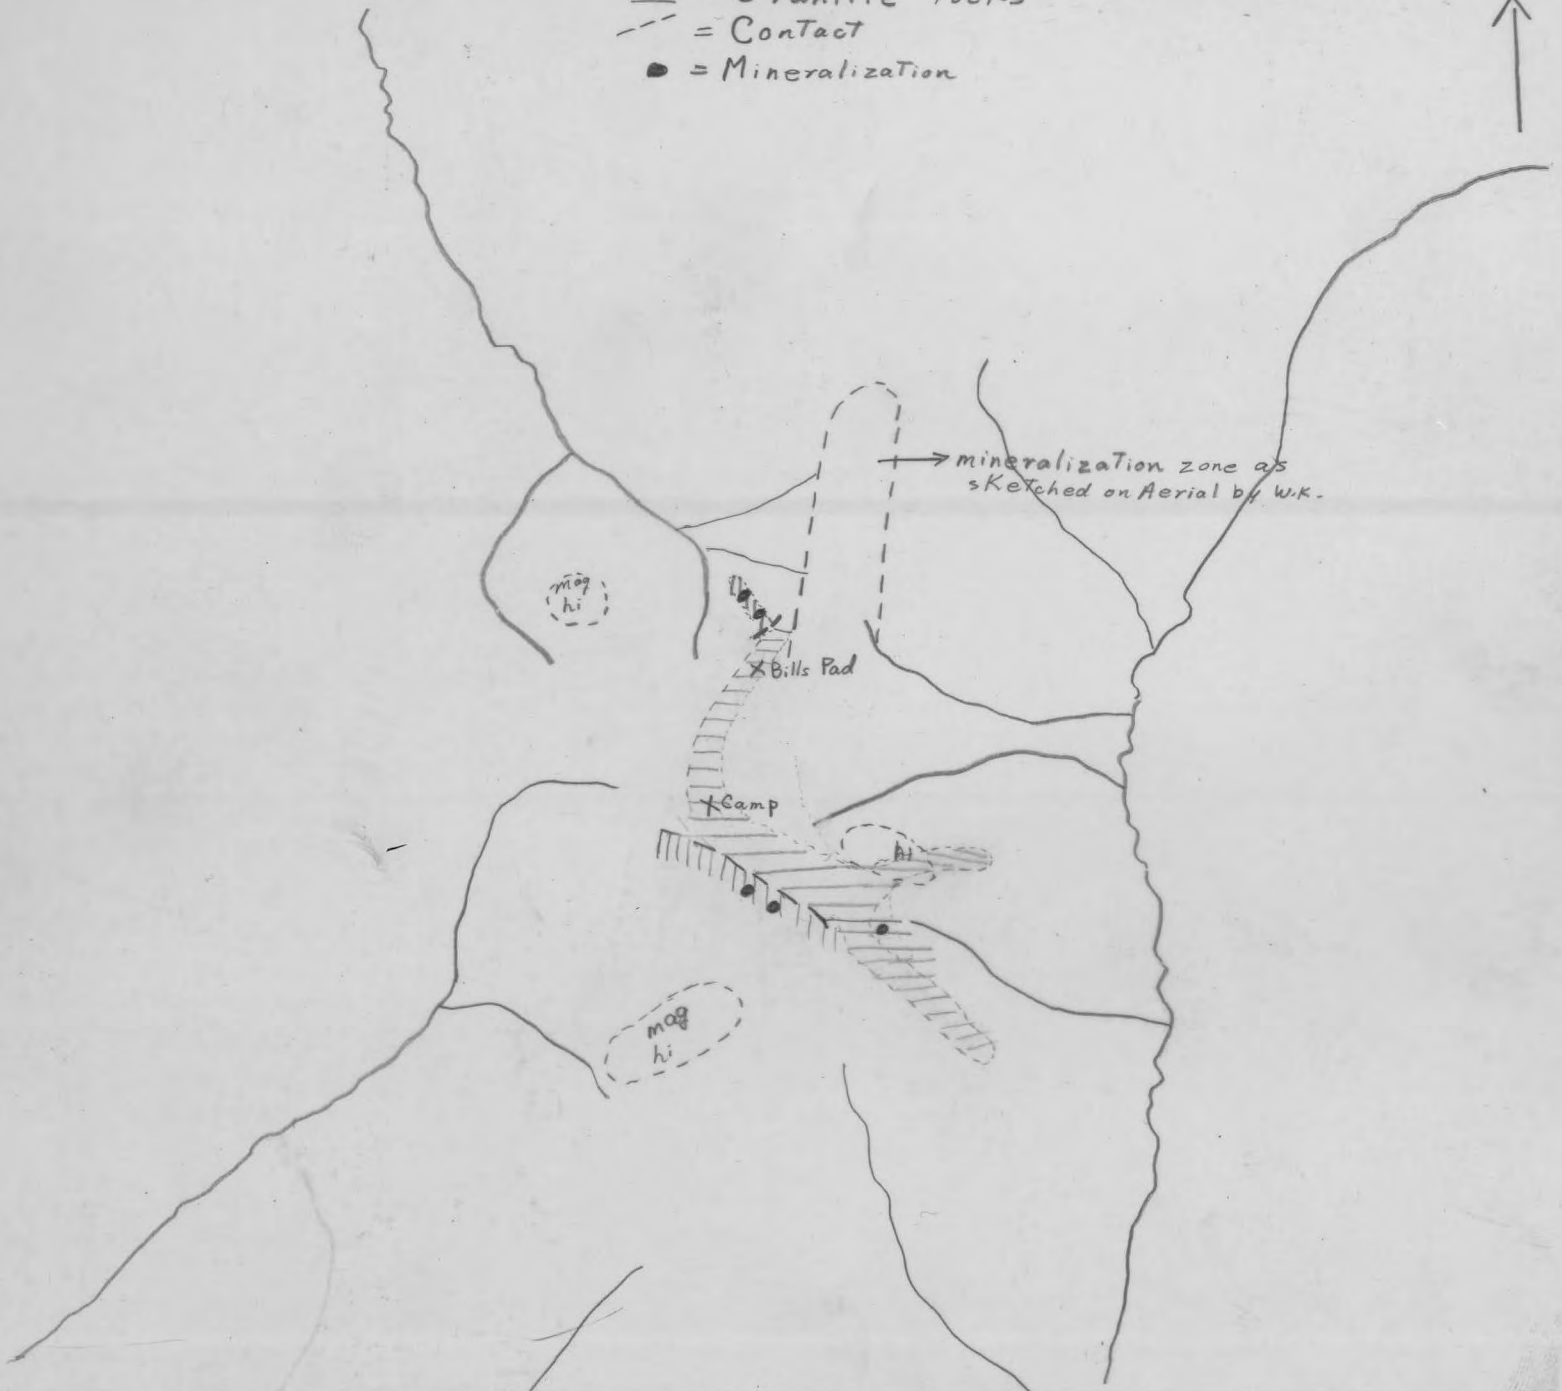 = Contact
= Mineralization
mineralization zone as
sketched on Aerial by W.K.
mag
hi
X Bills Pad
X Camp
hi
mag
hi